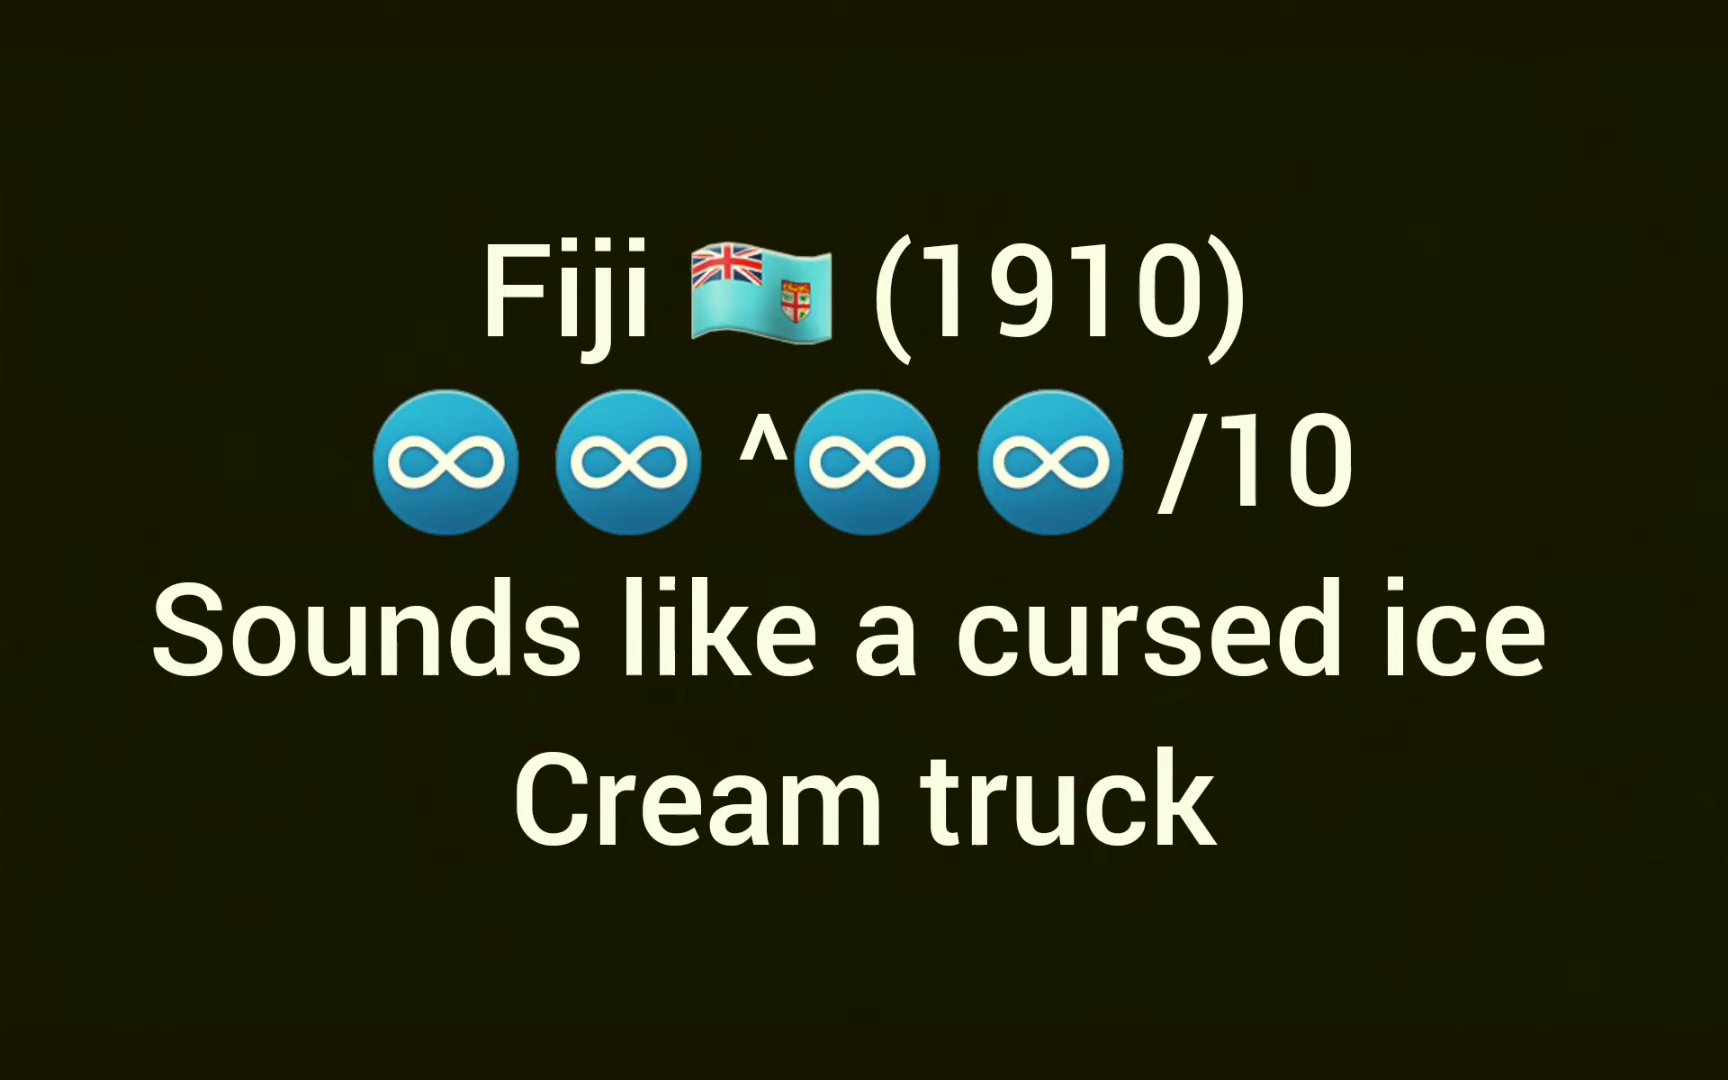 Fiji 🇫🇯 (1910)
♾️ ♾️ ^♾️ ♾️ /10
Sounds like a cursed ice
Cream truck